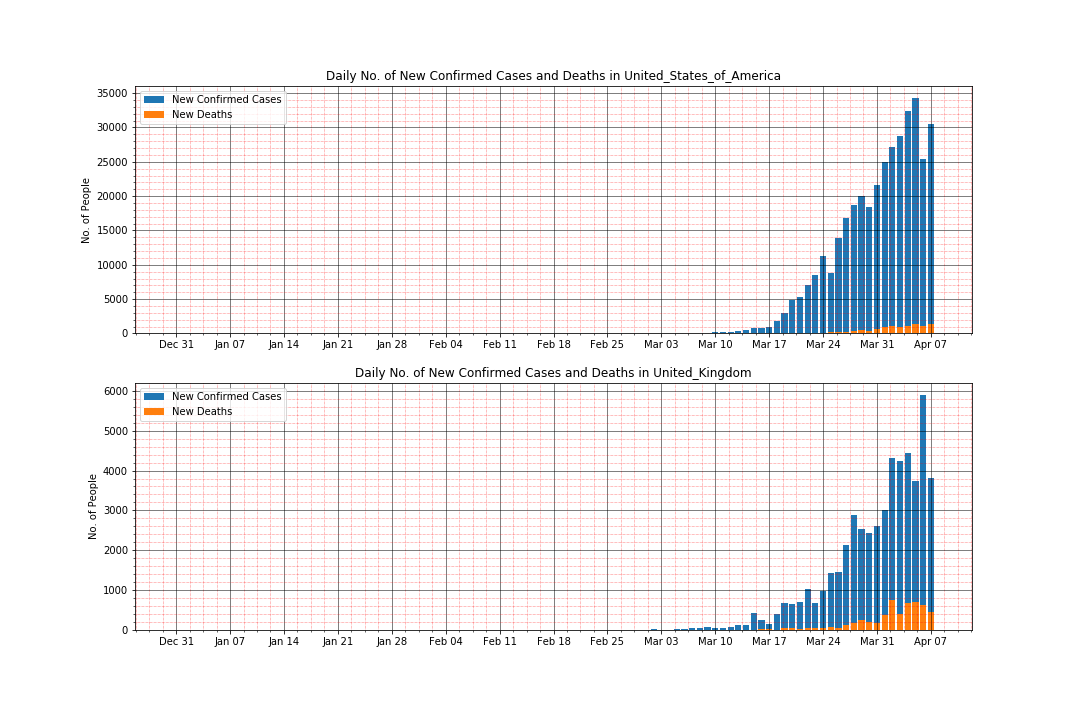 Daily No. of New Confirmed Cases and Deaths in United_States_of_America
New Confirmed Cases
New Deaths
No. of People
35000
30000
25000
20000
15000
10000
5000
0
Dec 31 Jan 07 Jan 14 Jan 21 Jan 28 Feb 04 Feb 11 Feb 18 Feb 25 Mar 03 Mar 10 Mar 17 Mar 24 Mar 31 Apr 07
Daily No. of New Confirmed Cases and Deaths in United_Kingdom
New Confirmed Cases
New Deaths
No. of People
6000
5000
4000
3000
2000
1000
0
Dec 31 Jan 07 Jan 14 Jan 21 Jan 28 Feb 04 Feb 11 Feb 18 Feb 25 Mar 03 Mar 10 Mar 17 Mar 24 Mar 31 Apr 07